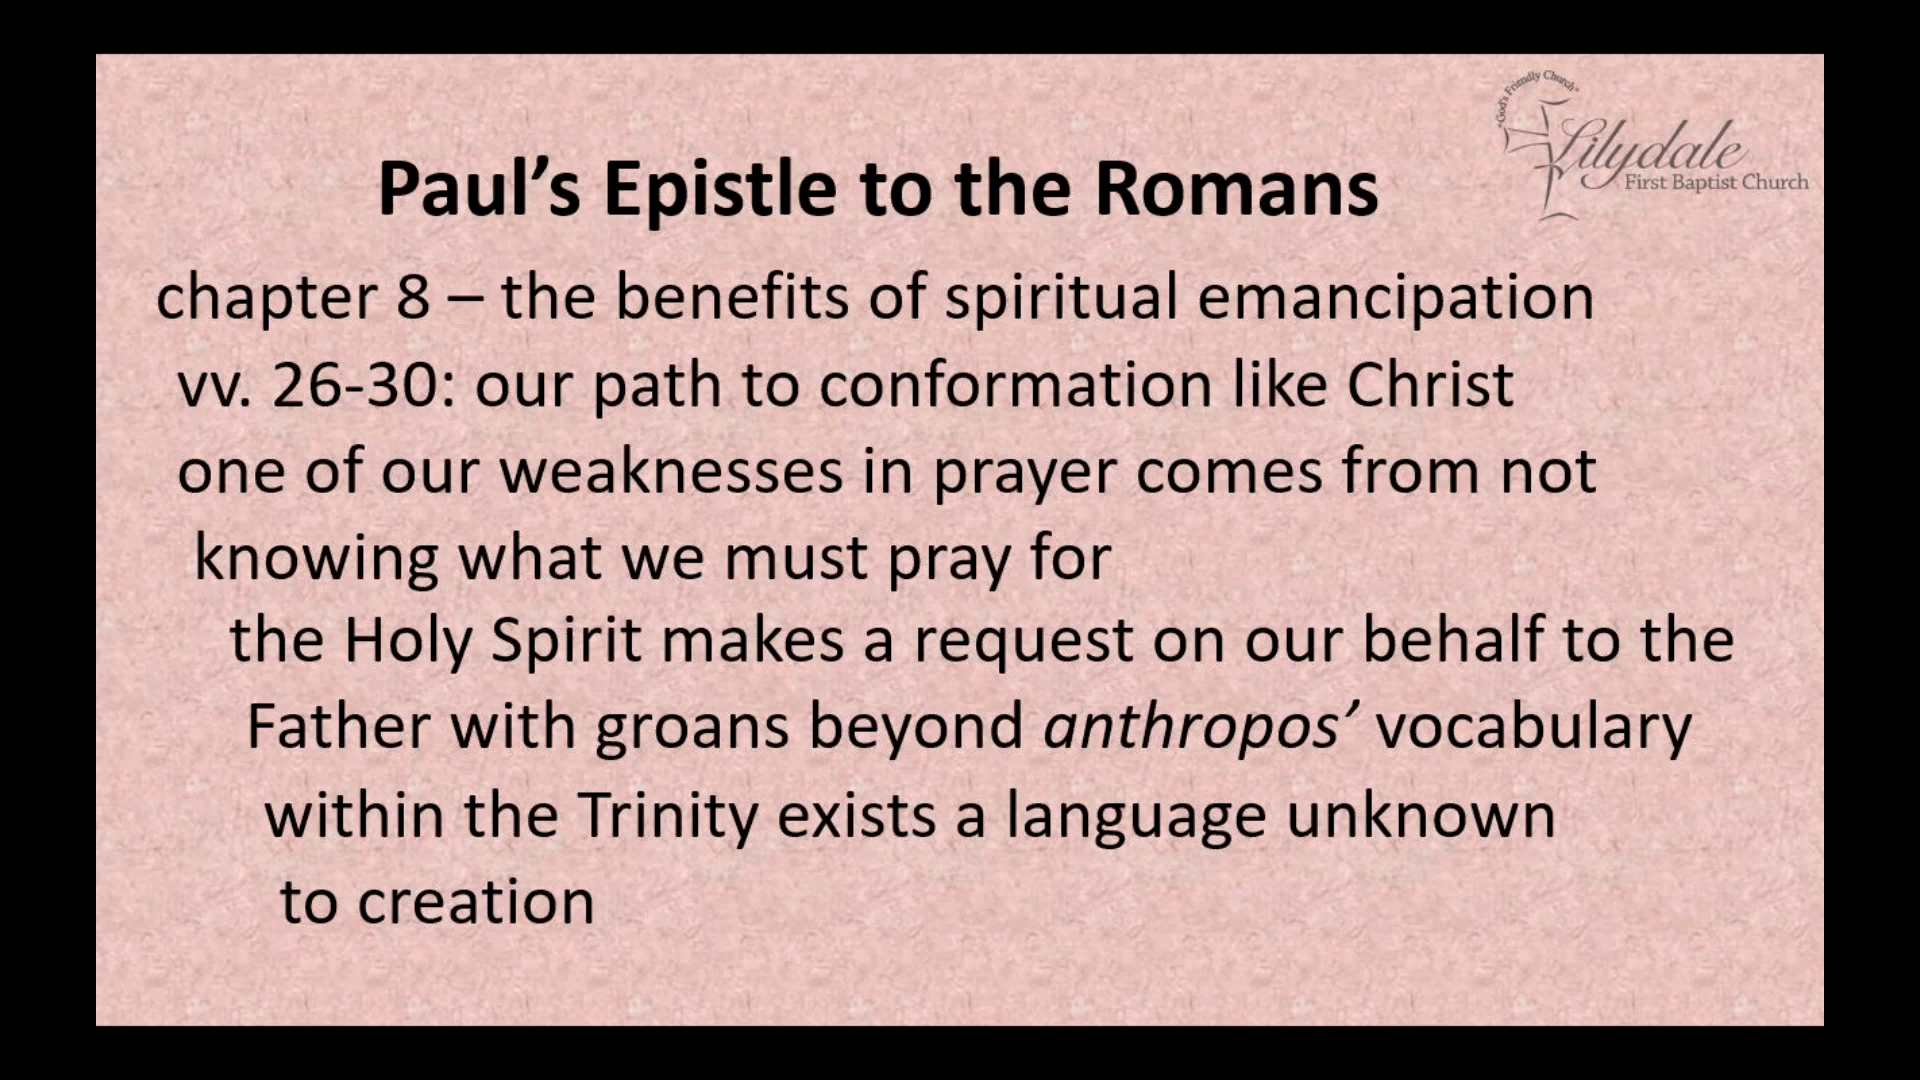 "God's Friendly Church"
Lilydale
First Baptist Church
Paul’s Epistle to the Romans
chapter 8 – the benefits of spiritual emancipation
vv. 26-30: our path to conformation like Christ
one of our weaknesses in prayer comes from not
knowing what we must pray for
the Holy Spirit makes a request on our behalf to the
Father with groans beyond anthropos’ vocabulary
within the Trinity exists a language unknown
to creation